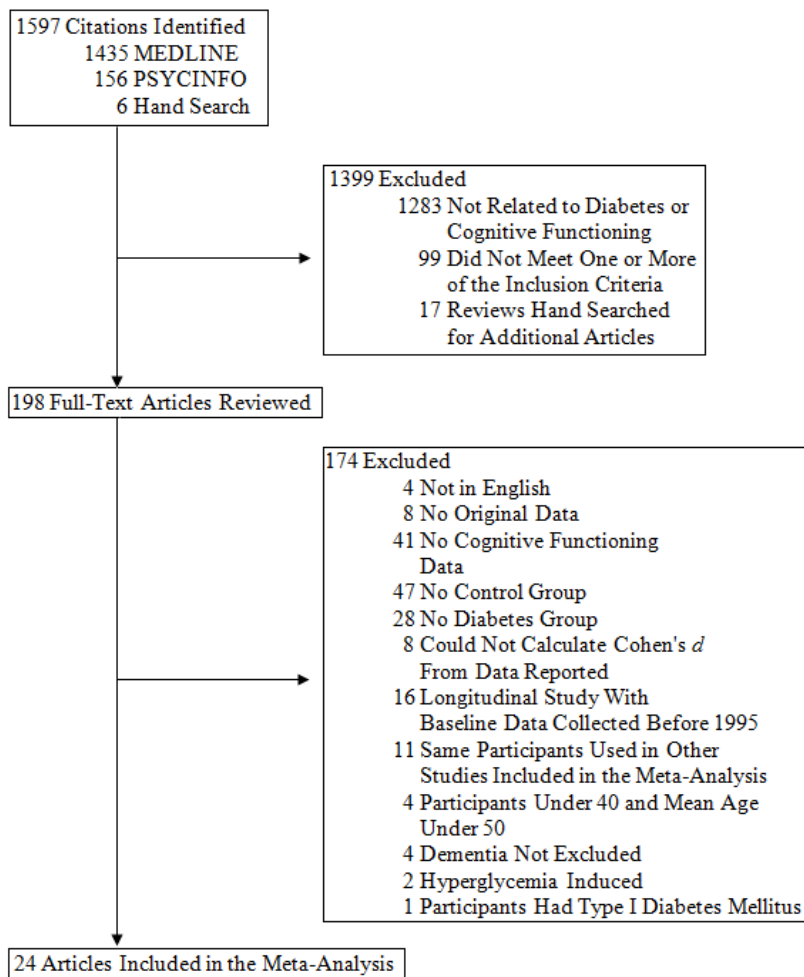 1597 Citations Identified
1435 MEDLINE
156 PSYCINFO
6 Hand Search
1399 Excluded
1283 Not Related to Diabetes or
Cognitive Functioning
99 Did Not Meet One or More
of the Inclusion Criteria
17 Reviews Hand Searched
for Additional Articles
198 Full-Text Articles Reviewed
174 Excluded
4 Not in English
8 No Original Data
41 No Cognitive Functioning
Data
47 No Control Group
28 No Diabetes Group
8 Could Not Calculate Cohen's d
From Data Reported
16 Longitudinal Study With
Baseline Data Collected Before 1995
11 Same Participants Used in Other
Studies Included in the Meta-Analysis
4 Participants Under 40 and Mean Age
Under 50
4 Dementia Not Excluded
2 Hyperglycemia Induced
1 Participants Had Type I Diabetes Mellitus
24 Articles Included in the Meta-Analysis